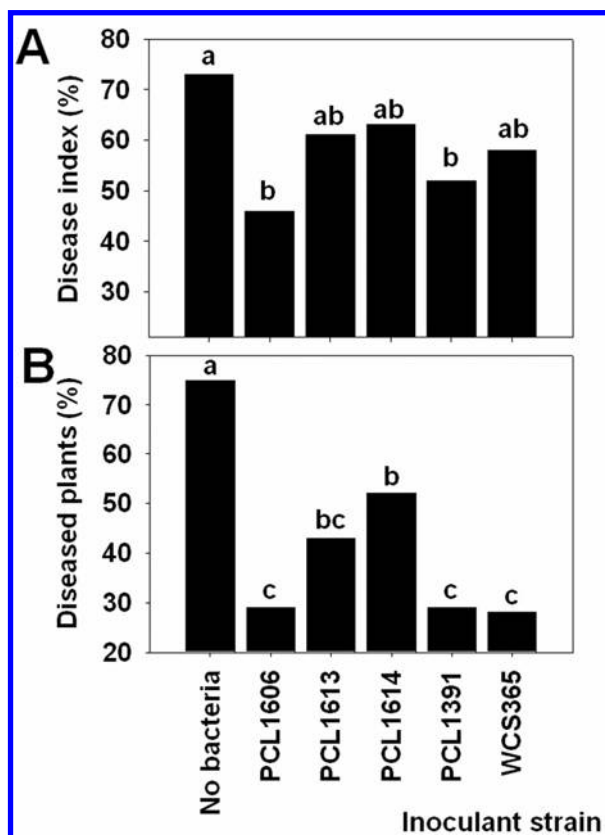 A
Disease index (%)
80
70
60
50
40
30
a
b
ab
ab
b
ab
B
Diseased plants (%)
80
70
60
50
40
30
20
a
c
bc
b
c
c
No bacteria
PCL1606
PCL1613
PCL1614
PCL1391
WCS365
Inoculant strain